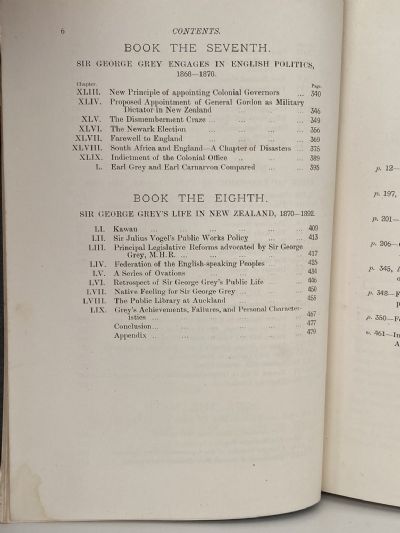 6 CONTENTS.
BOOK THE SEVENTH.
SIR GEORGE GREY ENGAGES IN ENGLISH POLITICS,
1868—1870.
Chapter. Page.
XLIII. New Principle of appointing Colonial Governors ... 340
XLIV. Proposed Appointment of General Gordon as Military
Dictator in New Zealand ... ... 346
XLV. The Dismemberment Craze ... ... ... 349
XLVI. The Newark Election ... ... ... 356
XLVII. Farewell to England ... ... ... 369
XLVIII. South Africa and England—A Chapter of Disasters ... 375
XLIX. Indictment of the Colonial Office ... ... 389
L. Earl Grey and Earl Carnarvon Compared ... ... 395
BOOK THE EIGHTH.
SIR GEORGE GREY'S LIFE IN NEW ZEALAND, 1870—1892.
LI. Kawau ... ... ... ... 409
LII. Sir Julius Vogel's Public Works Policy ... ... 413
LIII. Principal Legislative Reforms advocated by Sir George
Grey, M.H.R. ... ... ... ... 417
LIV. Federation of the English-speaking Peoples ... ... 425
LV. A Series of Ovations ... ... ... 434
LVI. Retrospect of Sir George Grey's Public Life ... 446
LVII. Native Feeling for Sir George Grey ... ... 450
LVIII. The Public Library at Auckland ... ... 455
LIX. Grey's Achievements, Failures, and Personal Character-
istics ... ... ... ... 467
Conclusion ... ... ... ... 477
Appendix ... ... ... ... 479
p. 12—
p. 197,
p. 201—
p. 206—
p. 345,
p. 348—F
p. 350—F
p. 461—In
A